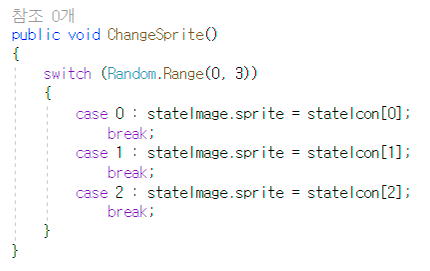 참조 0개
public void ChangeSprite()
{
    switch (Random.Range(0, 3))
    {
        case 0 : stateImage.sprite = stateIcon[0];
            break;
        case 1 : stateImage.sprite = stateIcon[1];
            break;
        case 2 : stateImage.sprite = stateIcon[2];
            break;
    }
}